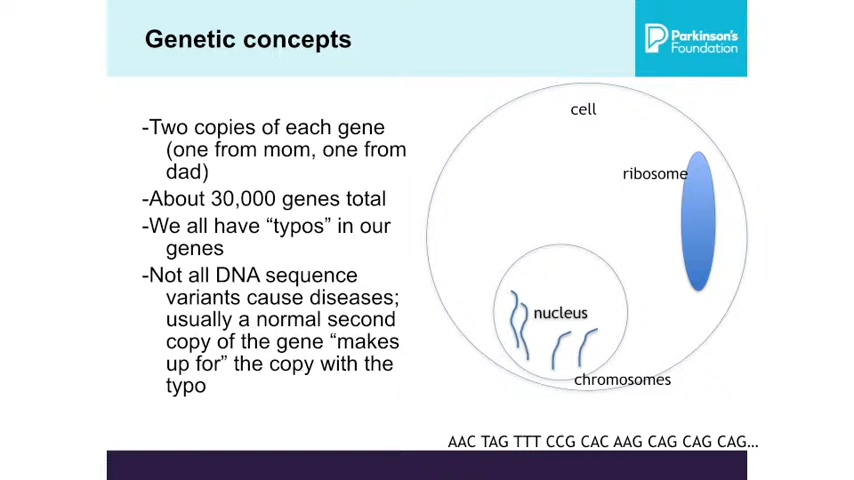 Genetic concepts
Parkinson's
Foundation
-Two copies of each gene
(one from mom, one from
dad)
-About 30,000 genes total
-We all have “typos” in our
genes
-Not all DNA sequence
variants cause diseases;
usually a normal second
copy of the gene “makes
up for” the copy with the
typo
cell
ribosome
nucleus
chromosomes
AAC TAG TTT CCG CAC AAG CAG CAG CAG…